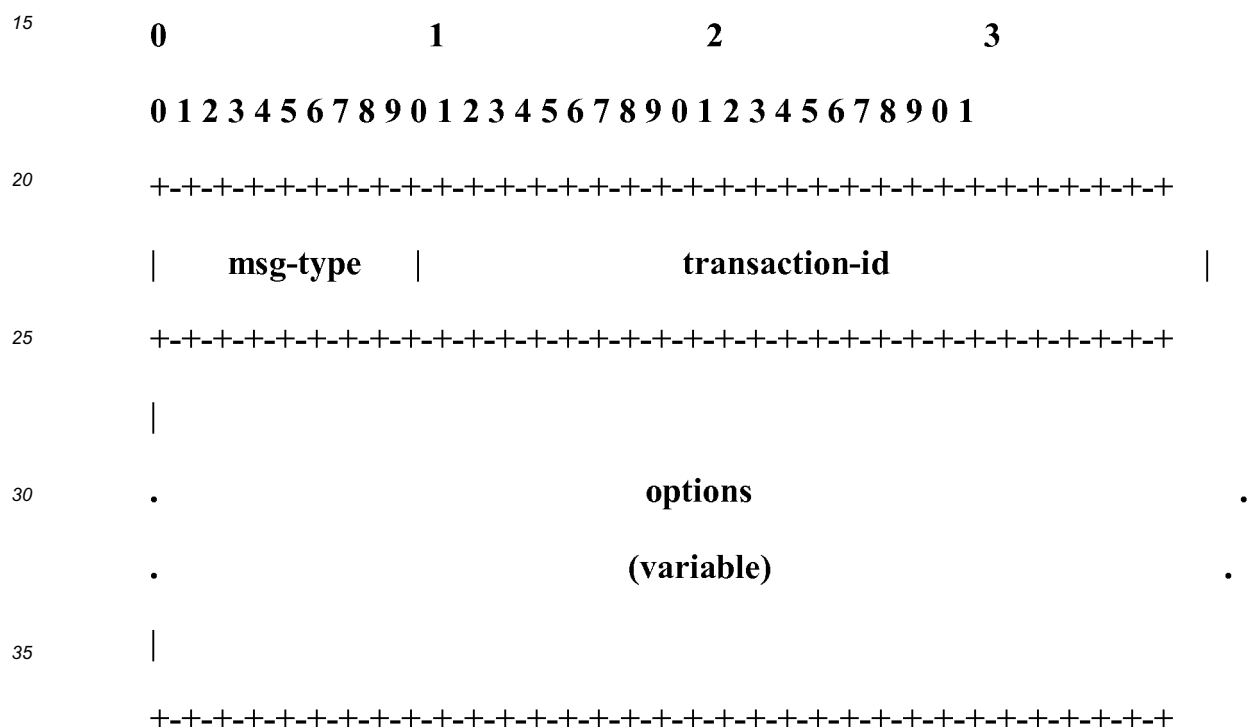 15 0 1 2 3
0 1 2 3 4 5 6 7 8 9 0 1 2 3 4 5 6 7 8 9 0 1 2 3 4 5 6 7 8 9 0 1
20 +-+-+-+-+-+-+-+-+-+-+-+-+-+-+-+-+-+-+-+-+-+-+-+-+-+-+-+-+-+-+-+-+
| msg-type | transaction-id |
25 +-+-+-+-+-+-+-+-+-+-+-+-+-+-+-+-+-+-+-+-+-+-+-+-+-+-+-+-+-+-+-+-+
|
30 . options .
. (variable) .
35 |
+-+-+-+-+-+-+-+-+-+-+-+-+-+-+-+-+-+-+-+-+-+-+-+-+-+-+-+-+-+-+-+-+